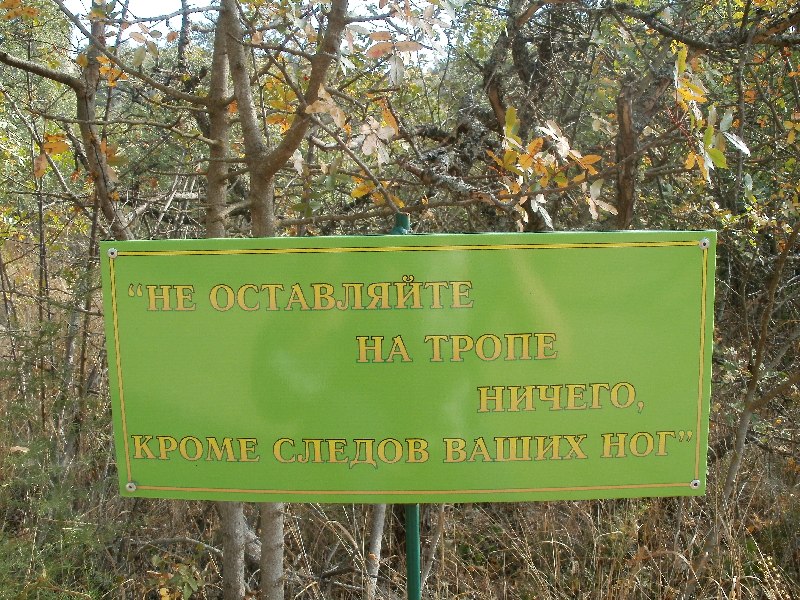 “НЕ ОСТАВЛЯЙТЕ
НА ТРОПЕ
НИЧЕГО,
КРОМЕ СЛЕДОВ ВАШИХ НОГ”